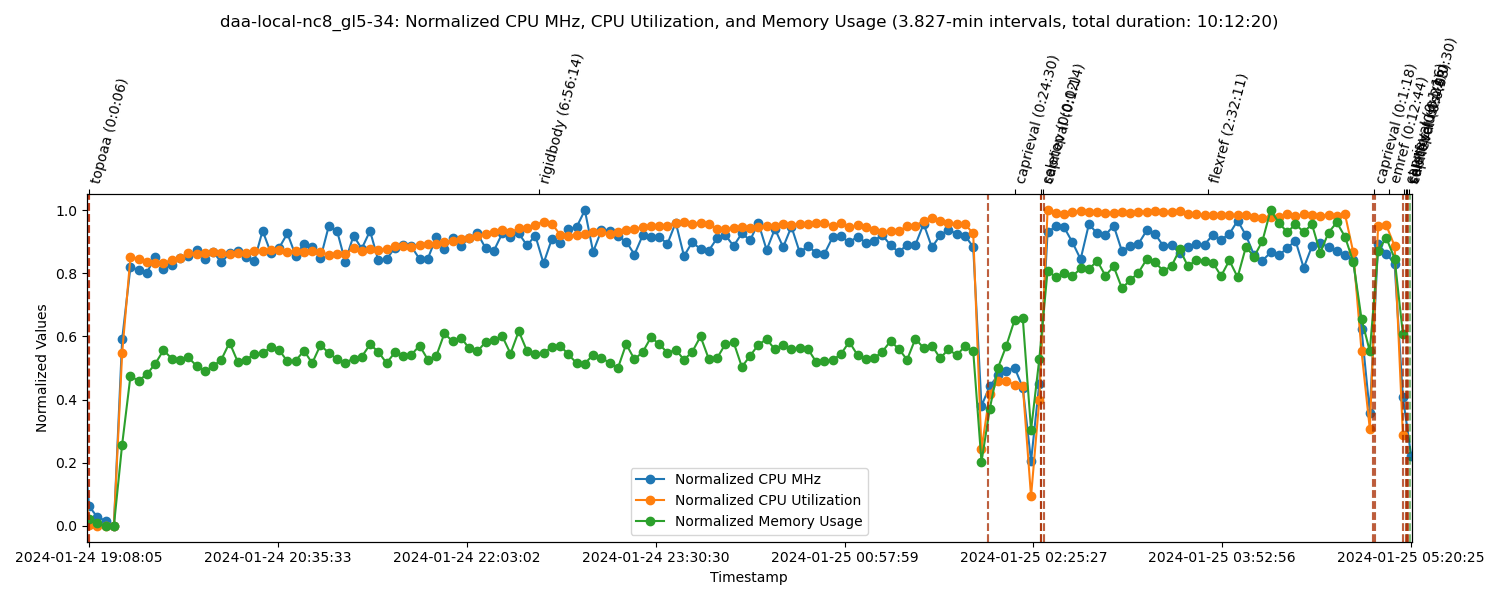 daa-local-nc8_gl5-34: Normalized CPU MHz, CPU Utilization, and Memory Usage (3.827-min intervals, total duration: 10:12:20)
topoaa (0:0:06)
rigidbody (6:56:14)
caprieval (0:24:30)
flexref (2:32:11)
caprieval (0:1:18)
emref (0:12:44)
Normalized Values
1.0
0.8
0.6
0.4
0.2
0.0
Normalized CPU MHz
Normalized CPU Utilization
Normalized Memory Usage
2024-01-24 19:08:05
2024-01-24 20:35:33
2024-01-24 22:03:02
2024-01-24 23:30:30
2024-01-25 00:57:59
2024-01-25 02:25:27
2024-01-25 03:52:56
2024-01-25 05:20:25
Timestamp